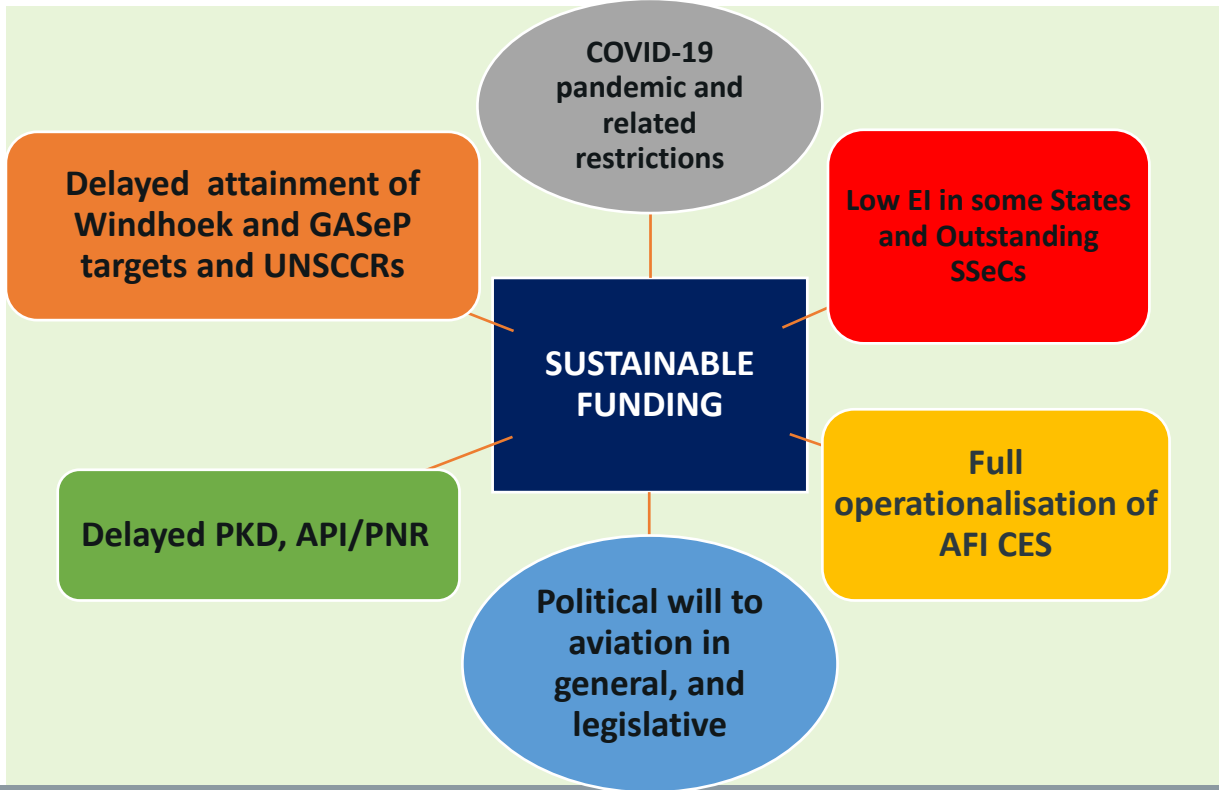 COVID-19
pandemic and
related
restrictions
Delayed attainment of
Windhoek and GASeP
targets and UNSCCRs
Low EI in some States
and Outstanding
SSeCs
SUSTAINABLE
FUNDING
Delayed PKD, API/PNR
Full
operationalisation of
AFI CES
Political will to
aviation in
general, and
legislative